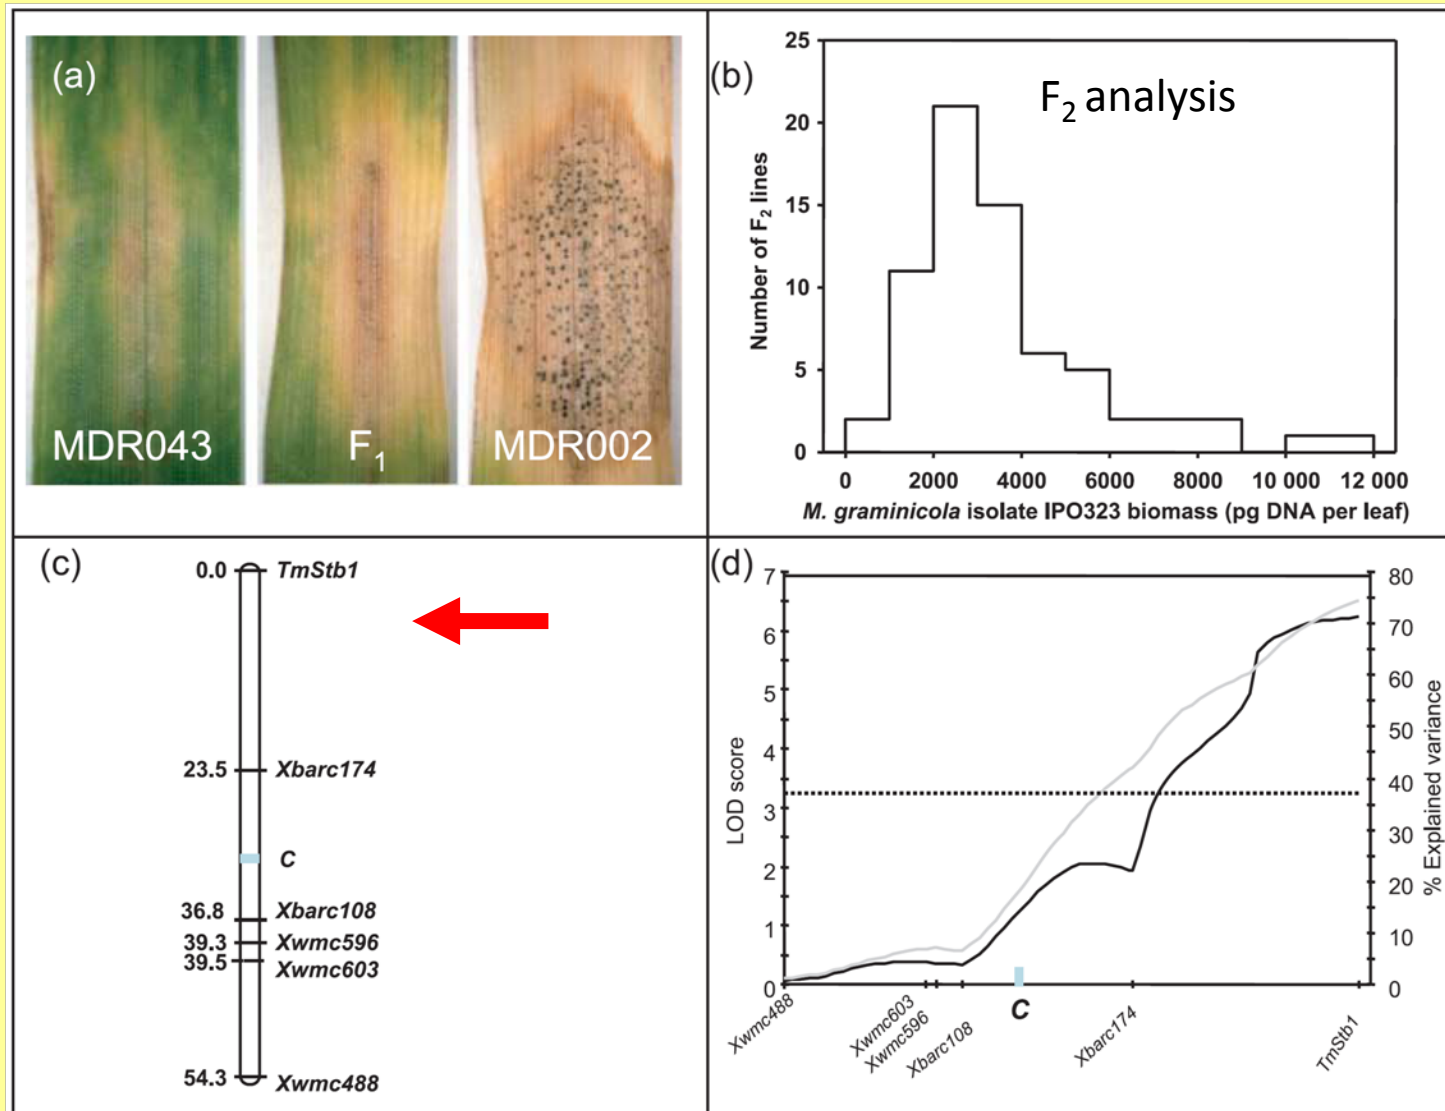 (a)
MDR043
F₁
MDR002
(b)
F₂ analysis
Number of F₂ lines
25
20
15
10
5
0
0 2000 4000 6000 8000 10 000 12 000
M. graminicola isolate IPO323 biomass (pg DNA per leaf)
(c)
0.0 TmStb1
23.5 Xbarc174
C
36.8 Xbarc108
39.3 Xwmc596
39.5 Xwmc603
54.3 Xwmc488
(d)
LOD score
7
6
5
4
3
2
1
0
% Explained variance
80
70
60
50
40
30
20
10
0
Xwmc488
Xwmc603
Xwmc596
Xbarc108
C
Xbarc174
TmStb1